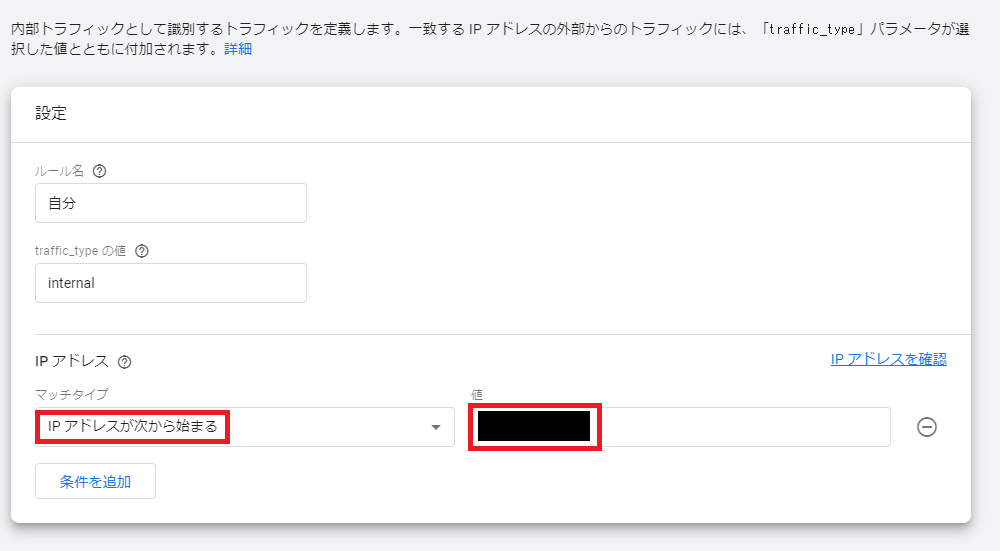 内部トラフィックとして識別するトラフィックを定義します。一致する IP アドレスの外部からのトラフィックには、「traffic_type」パラメータが選
択した値とともに付加されます。詳細
設定
ルール名
自分
traffic_type の値
internal
IP アドレス
IP アドレスを確認
マッチタイプ
値
IP アドレスが次から始まる
条件を追加